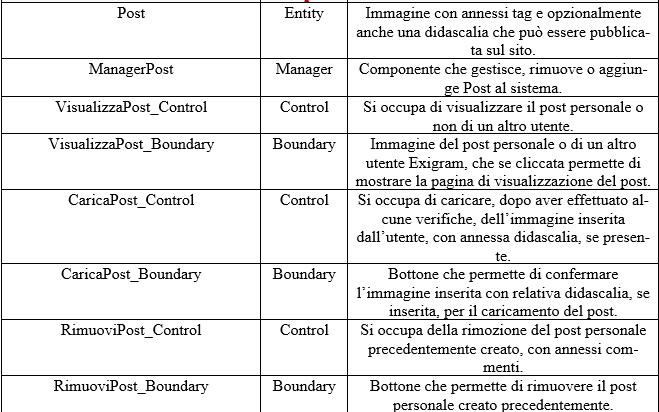 Post Entity Immagine con annessi tag e opzionalmente
anche una didascalia che può essere pubblica-
ta sul sito.
ManagerPost Manager Componente che gestisce, rimuove o aggiun-
ge Post al sistema.
VisualizzaPost_Control Control Si occupa di visualizzare il post personale o
non di un altro utente.
VisualizzaPost_Boundary Boundary Immagine del post personale o di un altro
utente Exigram, che se cliccata permette di
mostrare la pagina di visualizzazione del post.
CaricaPost_Control Control Si occupa di caricare, dopo aver effettuato al-
cune verifiche, dell’immagine inserita
dall’utente, con annessa didascalia, se presen-
te.
CaricaPost_Boundary Boundary Bottone che permette di confermare
l’immagine inserita con relativa didascalia, se
inserita, per il caricamento del post.
RimuoviPost_Control Control Si occupa della rimozione del post personale
precedentemente creato, con annessi com-
menti.
RimuoviPost_Boundary Boundary Bottone che permette di rimuovere il post
personale creato precedentemente.